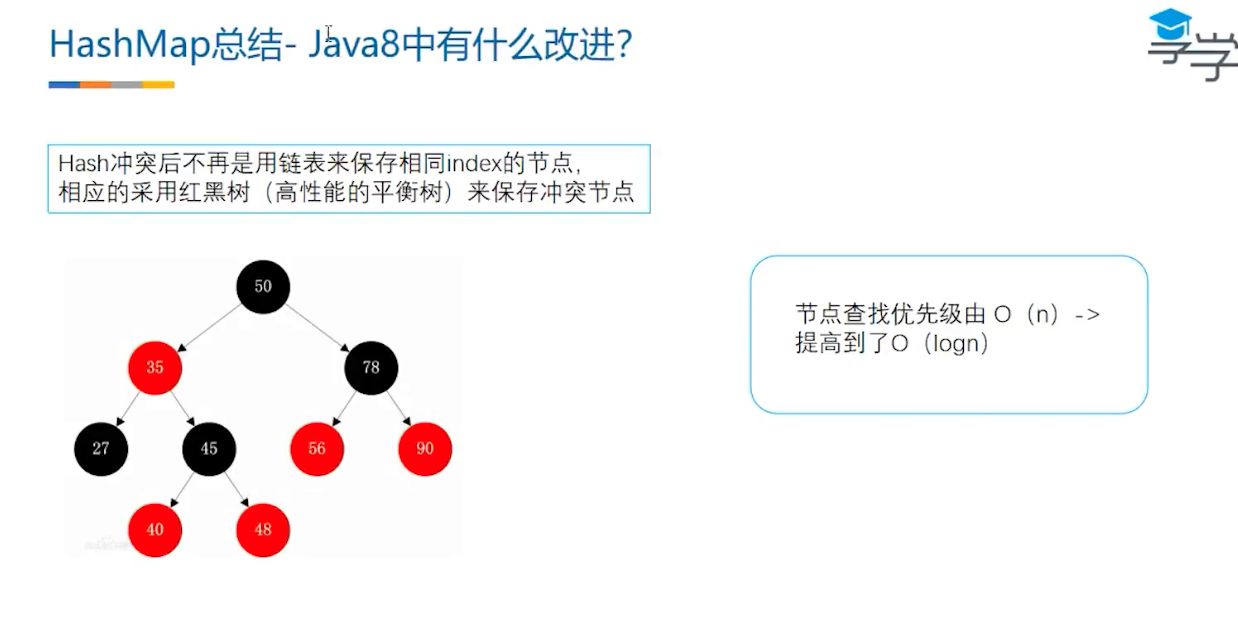 HashMap总结- Java8中有什么改进？
享学
Hash冲突后不再是用链表来保存相同index的节点，
相应的采用红黑树（高性能的平衡树）来保存冲突节点
节点查找优先级由 O（n）->
提高到了O（logn）
50
35
78
27
45
56
90
40
48